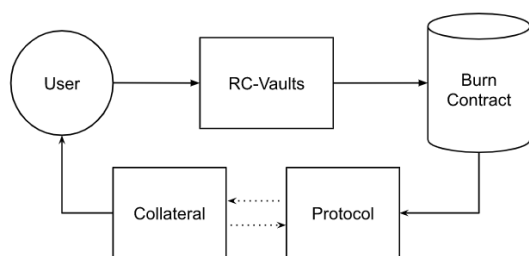 User
RC-Vaults
Burn
Contract
Collateral
Protocol